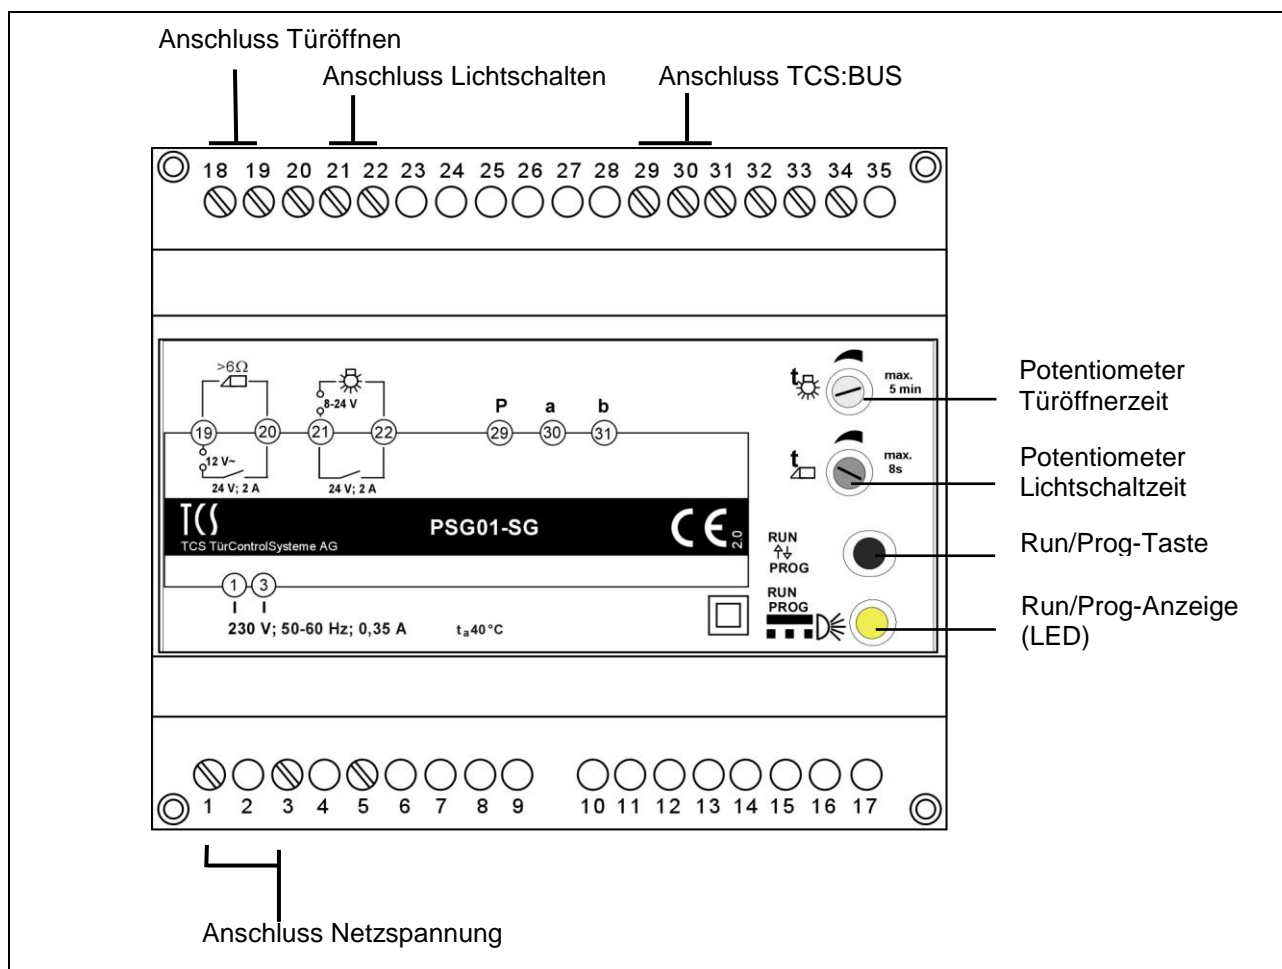 Anschluss Türöffnen
Anschluss Lichtschalten
Anschluss TCS:BUS
18 19 20 21 22 23 24 25 26 27 28 29 30 31 32 33 34 35
>6Ω
8-24 V
P a b
19 20 21 22 29 30 31
12 V~
24 V; 2 A
24 V; 2 A
t
max.
5 min
Potentiometer
Türöffnerzeit
t
max.
8s
Potentiometer
Lichtschaltzeit
TCS
TCS TürControlSysteme AG
PSG01-SG
CE
2.0
RUN
PROG
Run/Prog-Taste
RUN
PROG
Run/Prog-Anzeige
(LED)
1 3
230 V; 50-60 Hz; 0,35 A
ta40°C
1 2 3 4 5 6 7 8 9 10 11 12 13 14 15 16 17
Anschluss Netzspannung